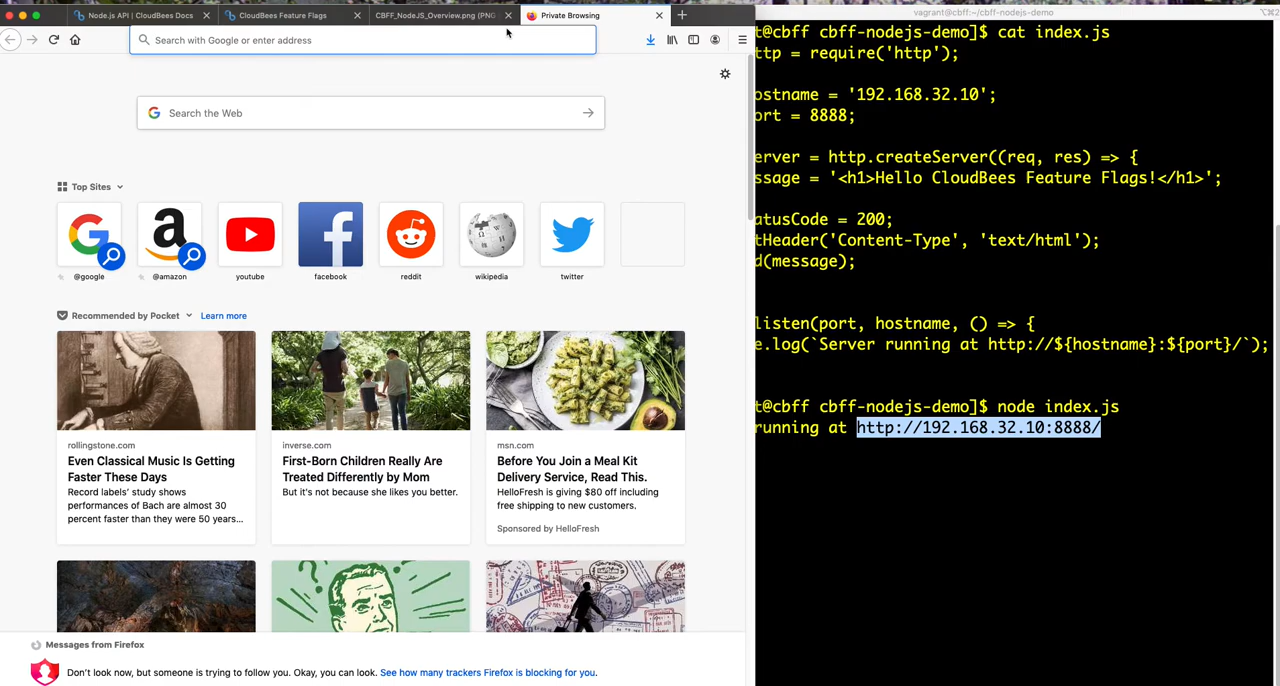 Node.js API | CloudBees Docs
CloudBees Feature Flags
CBFF_NodeJS_Overview.png (PNG
Private Browsing
Search with Google or enter address
Search the Web
Top Sites
@google
@amazon
youtube
facebook
reddit
wikipedia
twitter
Recommended by Pocket
Learn more
rollingstone.com
Even Classical Music Is Getting
Faster These Days
Record labels' study shows
performances of Bach are almost 30
percent faster than they were 50 years...
inverse.com
First-Born Children Really Are
Treated Differently by Mom
But it's not because she likes you better.
msn.com
Before You Join a Meal Kit
Delivery Service, Read This.
HelloFresh is giving $80 off including
free shipping to new customers.
Sponsored by HelloFresh
Messages from Firefox
Don't look now, but someone is trying to follow you. Okay, you can look. See how many trackers Firefox is blocking for you.
vagrant@cbff:~/cbff-nodejs-demo
⌥⌘2
t@cbff cbff-nodejs-demo]$ cat index.js
ttp = require('http');
ostname = '192.168.32.10';
ort = 8888;
erver = http.createServer((req, res) => {
ssage = '<h1>Hello CloudBees Feature Flags!</h1>';
atusCode = 200;
tHeader('Content-Type', 'text/html');
d(message);
listen(port, hostname, () => {
e.log(`Server running at http://${hostname}:${port}/`);
t@cbff cbff-nodejs-demo]$ node index.js
running at http://192.168.32.10:8888/